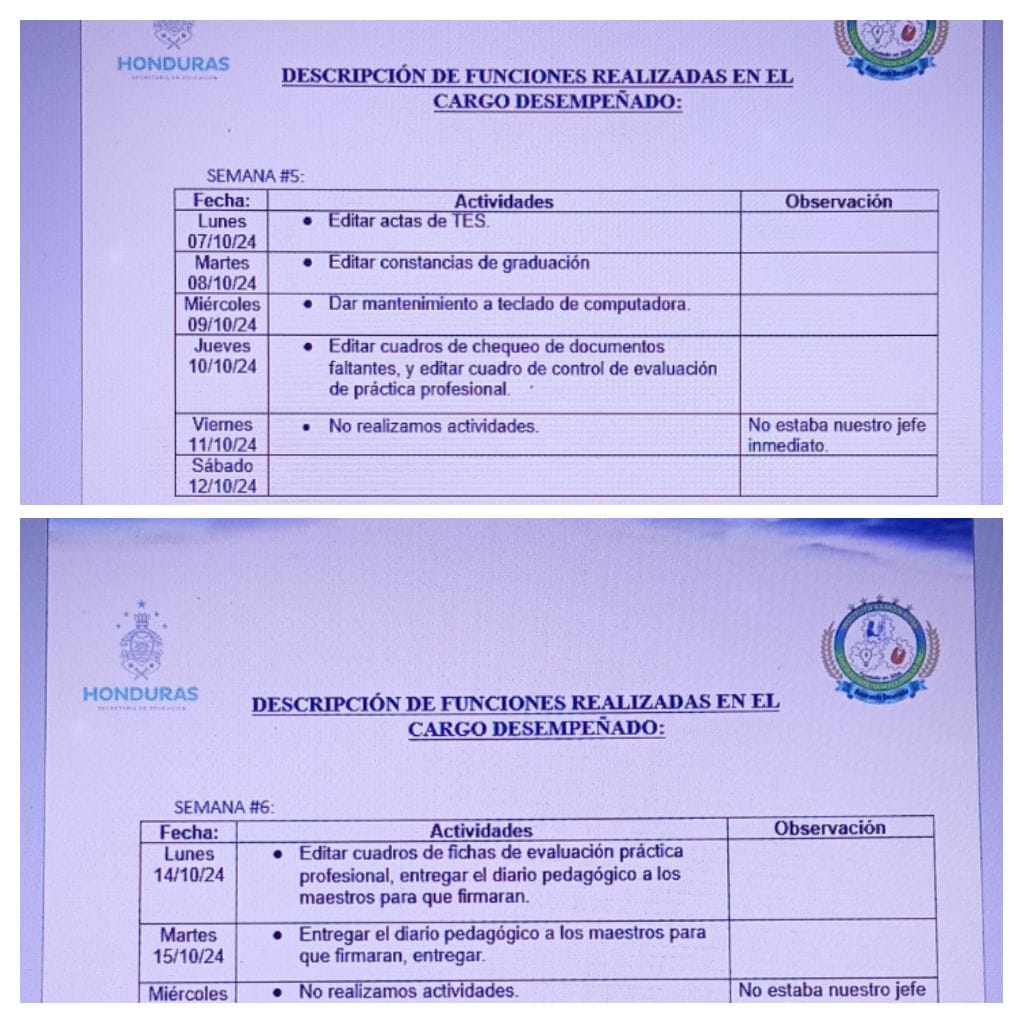 HONDURAS
SECRETARÍA DE EDUCACIÓN
DESCRIPCIÓN DE FUNCIONES REALIZADAS EN EL
CARGO DESEMPEÑADO:
SEMANA #5:
Fecha: Actividades Observación
Lunes
07/10/24
• Editar actas de TES.
Martes
08/10/24
• Editar constancias de graduación
Miércoles
09/10/24
• Dar mantenimiento a teclado de computadora.
Jueves
10/10/24
• Editar cuadros de chequeo de documentos
faltantes, y editar cuadro de control de evaluación
de práctica profesional.
Viernes
11/10/24
• No realizamos actividades.
No estaba nuestro jefe
inmediato.
Sábado
12/10/24
HONDURAS
SECRETARÍA DE EDUCACIÓN
DESCRIPCIÓN DE FUNCIONES REALIZADAS EN EL
CARGO DESEMPEÑADO:
SEMANA #6:
Fecha: Actividades Observación
Lunes
14/10/24
• Editar cuadros de fichas de evaluación práctica
profesional, entregar el diario pedagógico a los
maestros para que firmaran.
Martes
15/10/24
• Entregar el diario pedagógico a los maestros para
que firmaran, entregar.
Miércoles
• No realizamos actividades.
No estaba nuestro jefe